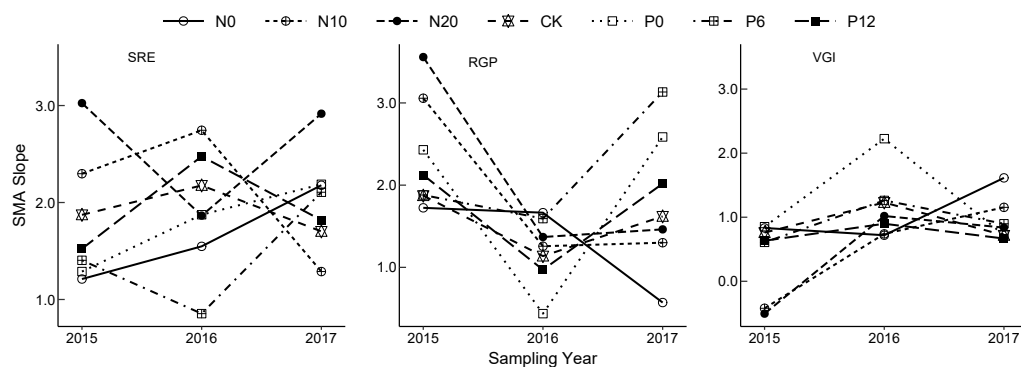 N0 N10 N20 CK P0 P6 P12
SRE
RGP
VGI
SMA Slope
3.0
2.0
1.0
3.0
2.0
1.0
3.0
2.0
1.0
0.0
2015 2016 2017 2015 2016 2017 2015 2016 2017
Sampling Year